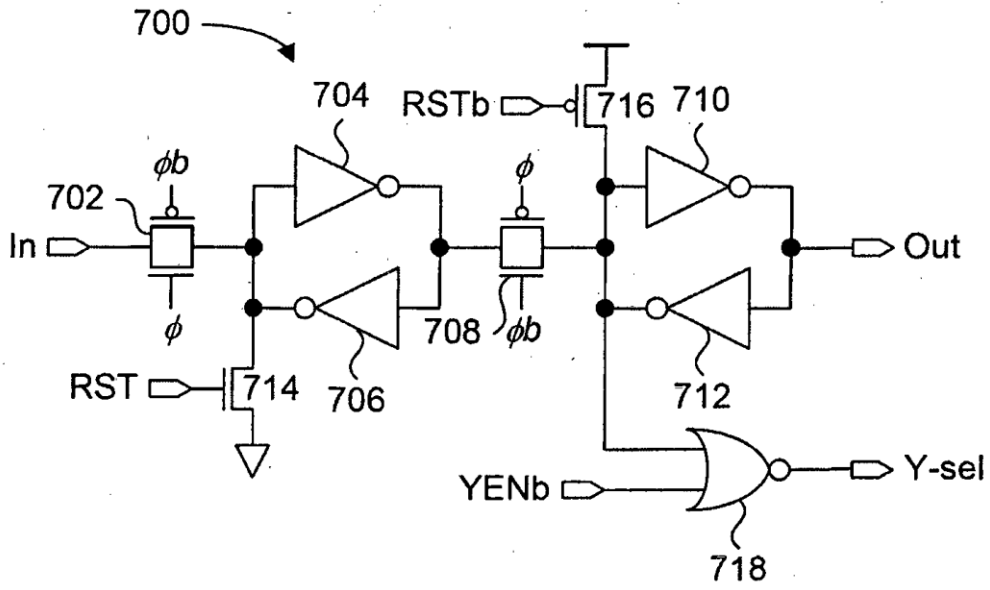 700
704
RSTb
716
710
ϕb
702
ϕ
In
Out
ϕ
708
ϕb
RST
714
706
712
YENb
Y-sel
718